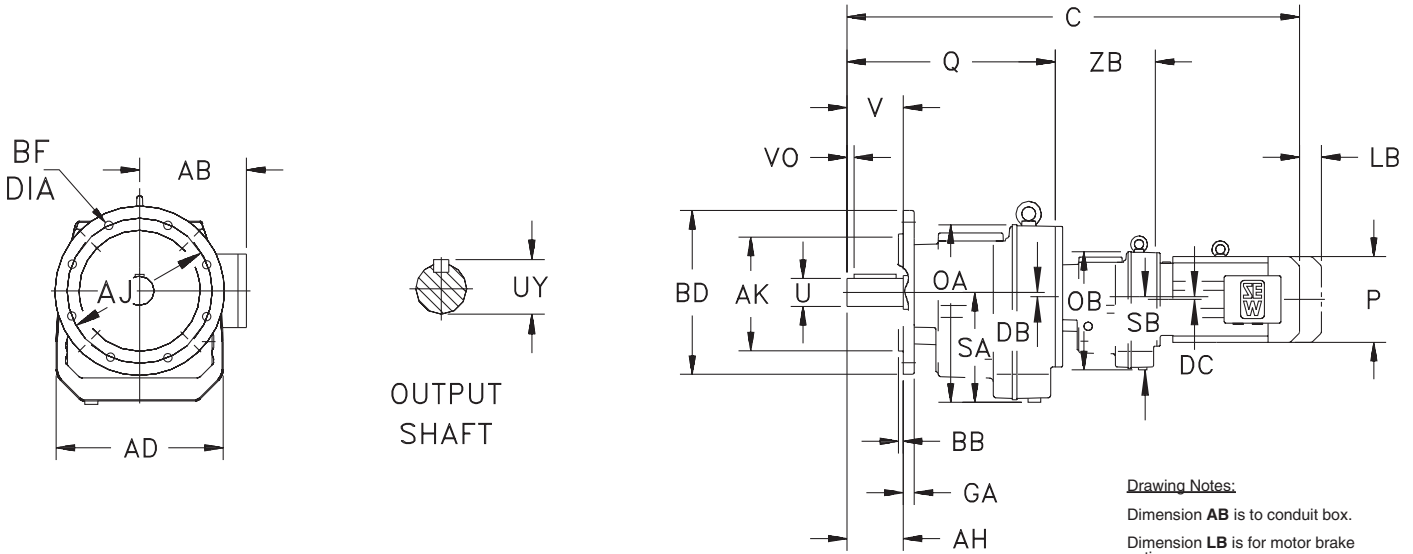 C
Q
ZB
V
VO
LB
BF
DIA
AB
BD
AK
U
OA
DB
SA
OB
SB
DC
P
AJ
UY
AD
OUTPUT
SHAFT
BB
GA
AH
SEW
Drawing Notes:
Dimension AB is to conduit box.
Dimension LB is for motor brake